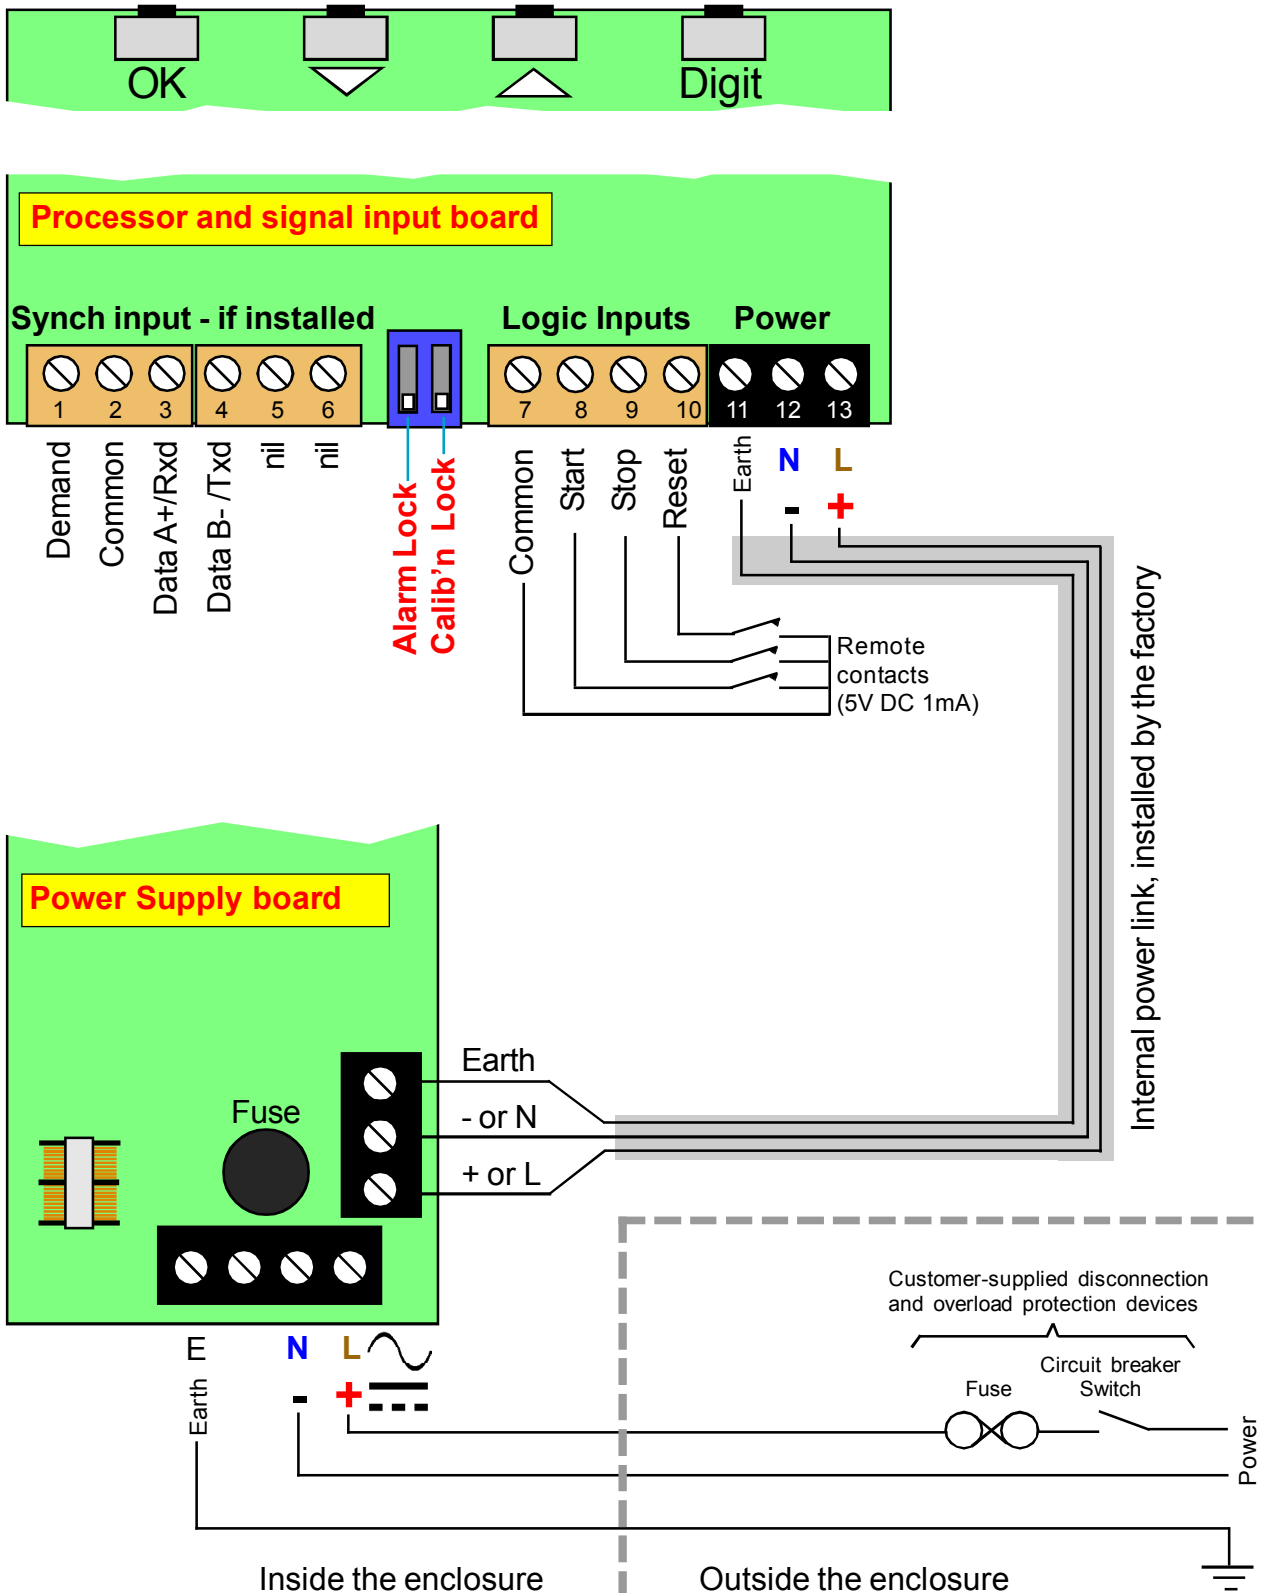 OK
Digit
Processor and signal input board
Synch input - if installed
Logic Inputs
Power
1
2
3
4
5
6
7
8
9
10
11
12
13
Demand
Common
Data A+/Rxd
Data B- /Txd
nil
nil
Alarm Lock
Calib'n Lock
Common
Start
Stop
Reset
Earth
N
L
-
+
Remote
contacts
(5V DC 1mA)
Internal power link, installed by the factory
Power Supply board
Fuse
Earth
- or N
+ or L
E
N
L
Earth
-
+
Customer-supplied disconnection
and overload protection devices
Fuse
Circuit breaker
Switch
Power
Inside the enclosure
Outside the enclosure